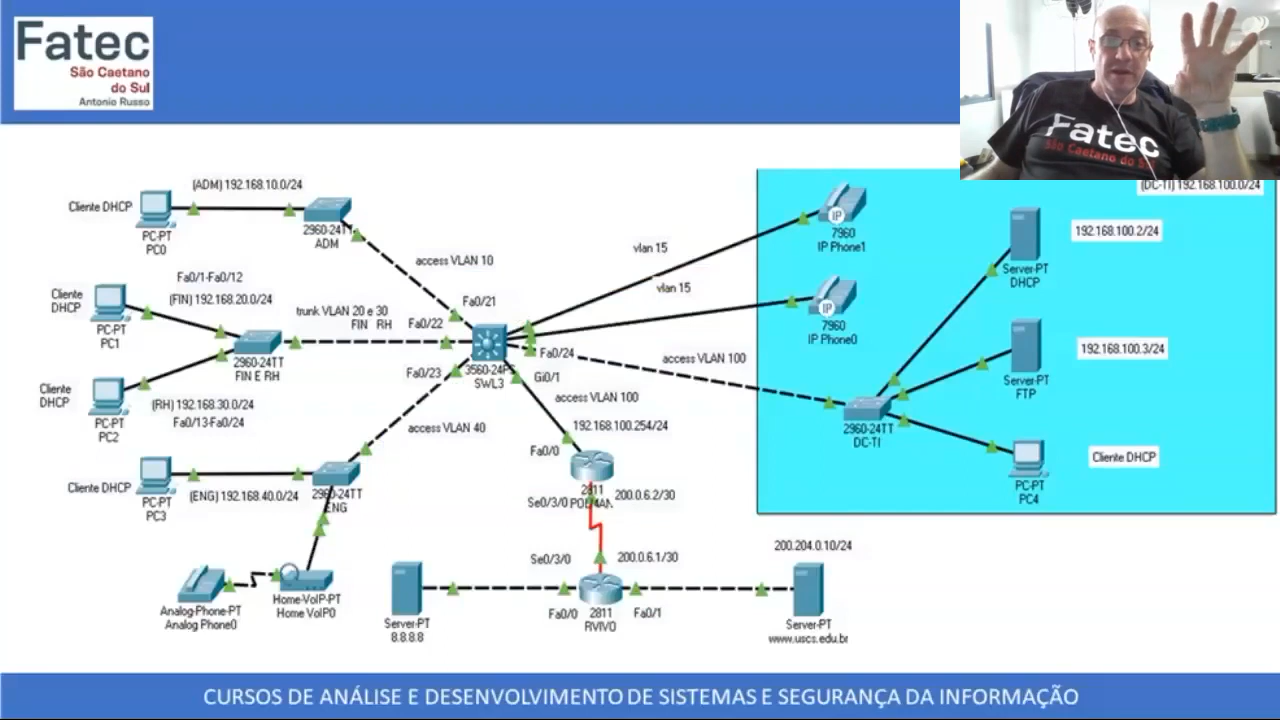 Fatec
São Caetano
do Sul
Antonio Russo
Fatec
São Caetano do Sul
(DC-TI) 192.168.100.0/24
(ADM) 192.168.10.0/24
Cliente DHCP
PC-PT
PC0
2960-24TT
ADM
access VLAN 10
Fa0/1-Fa0/12
(FIN) 192.168.20.0/24
Cliente
DHCP
PC-PT
PC1
trunk VLAN 20 e 30
FIN RH
Fa0/22
Fa0/21
2960-24TT
FIN E RH
Cliente
DHCP
PC-PT
PC2
(RH) 192.168.30.0/24
Fa0/13-Fa0/24
Fa0/23
3560-24PS
SWL3
Fa0/24
Gi0/1
access VLAN 40
access VLAN 100
192.168.100.254/24
vlan 15
vlan 15
access VLAN 100
IP
7960
IP Phone1
IP
7960
IP Phone0
192.168.100.2/24
Server-PT
DHCP
192.168.100.3/24
Server-PT
FTP
2960-24TT
DC-TI
Cliente DHCP
PC-PT
PC4
Cliente DHCP
PC-PT
PC3
(ENG) 192.168.40.0/24
2960-24TT
ENG
Fa0/0
2811
Se0/3/0
200.0.6.2/30
Se0/3/0
200.0.6.1/30
Analog-Phone-PT
Analog Phone0
Home-VoIP-PT
Home VoIP0
Server-PT
8.8.8.8
Fa0/0
2811
RVIVO
Fa0/1
200.204.0.10/24
Server-PT
www.uscs.edu.br
CURSOS DE ANÁLISE E DESENVOLVIMENTO DE SISTEMAS E SEGURANÇA DA INFORMAÇÃO